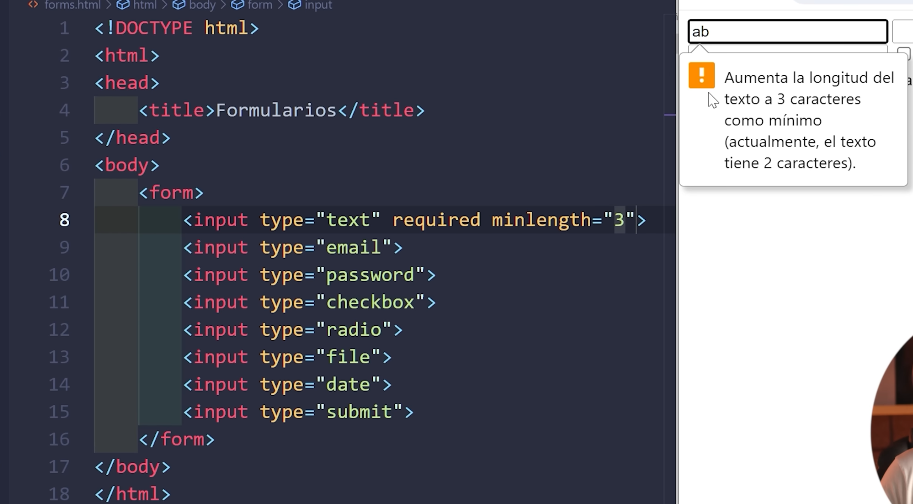 forms.html > html > body > form > input
1 <!DOCTYPE html>
2 <html>
3 <head>
4 <title>Formularios</title>
5 </head>
6 <body>
7 <form>
8 <input type="text" required minlength="3">
9 <input type="email">
10 <input type="password">
11 <input type="checkbox">
12 <input type="radio">
13 <input type="file">
14 <input type="date">
15 <input type="submit">
16 </form>
17 </body>
18 </html>
ab
Aumenta la longitud del
texto a 3 caracteres
como mínimo
(actualmente, el texto
tiene 2 caracteres).